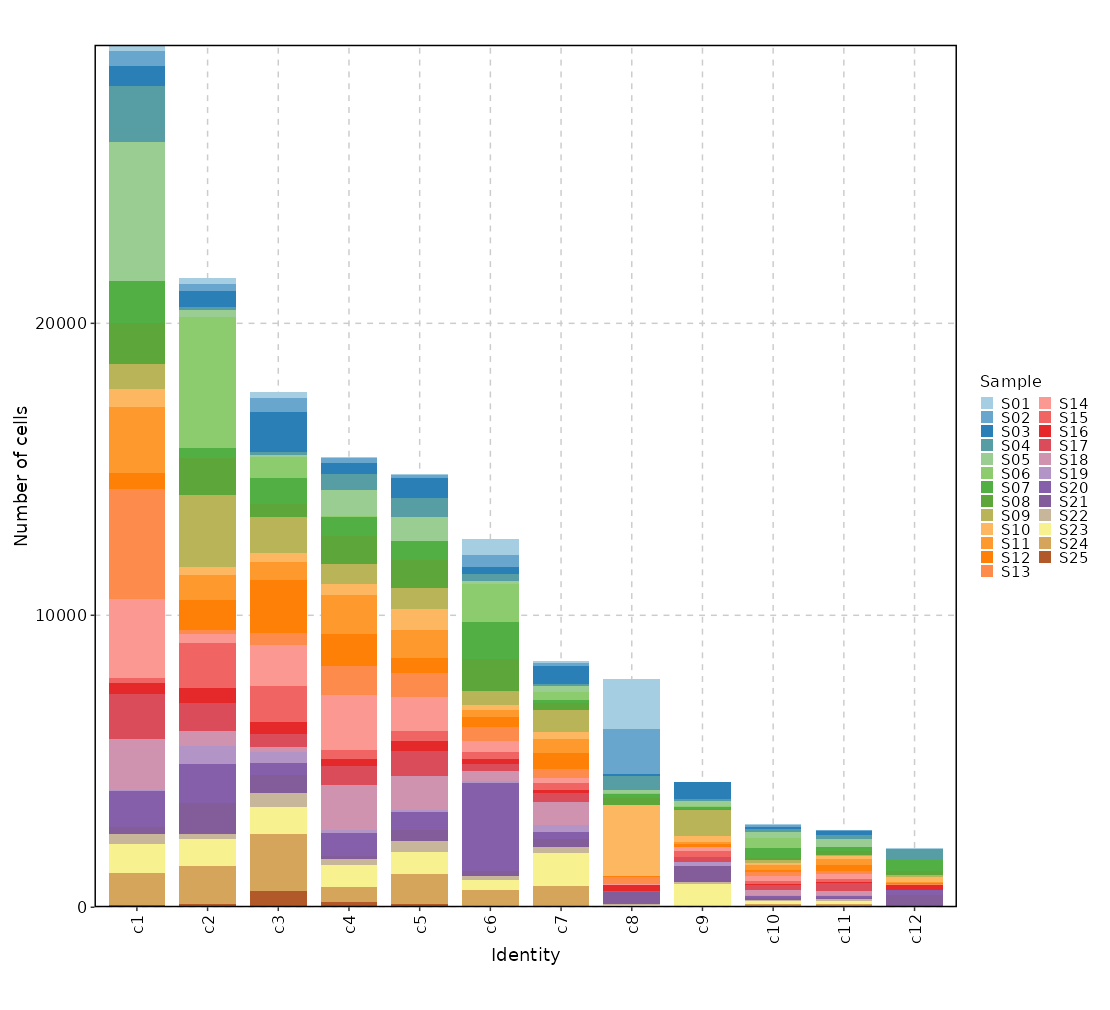 Number of cells
20000
10000
0
c1 c2 c3 c4 c5 c6 c7 c8 c9 c10 c11 c12
Identity
Sample
S01 S14
S02 S15
S03 S16
S04 S17
S05 S18
S06 S19
S07 S20
S08 S21
S09 S22
S10 S23
S11 S24
S12 S25
S13